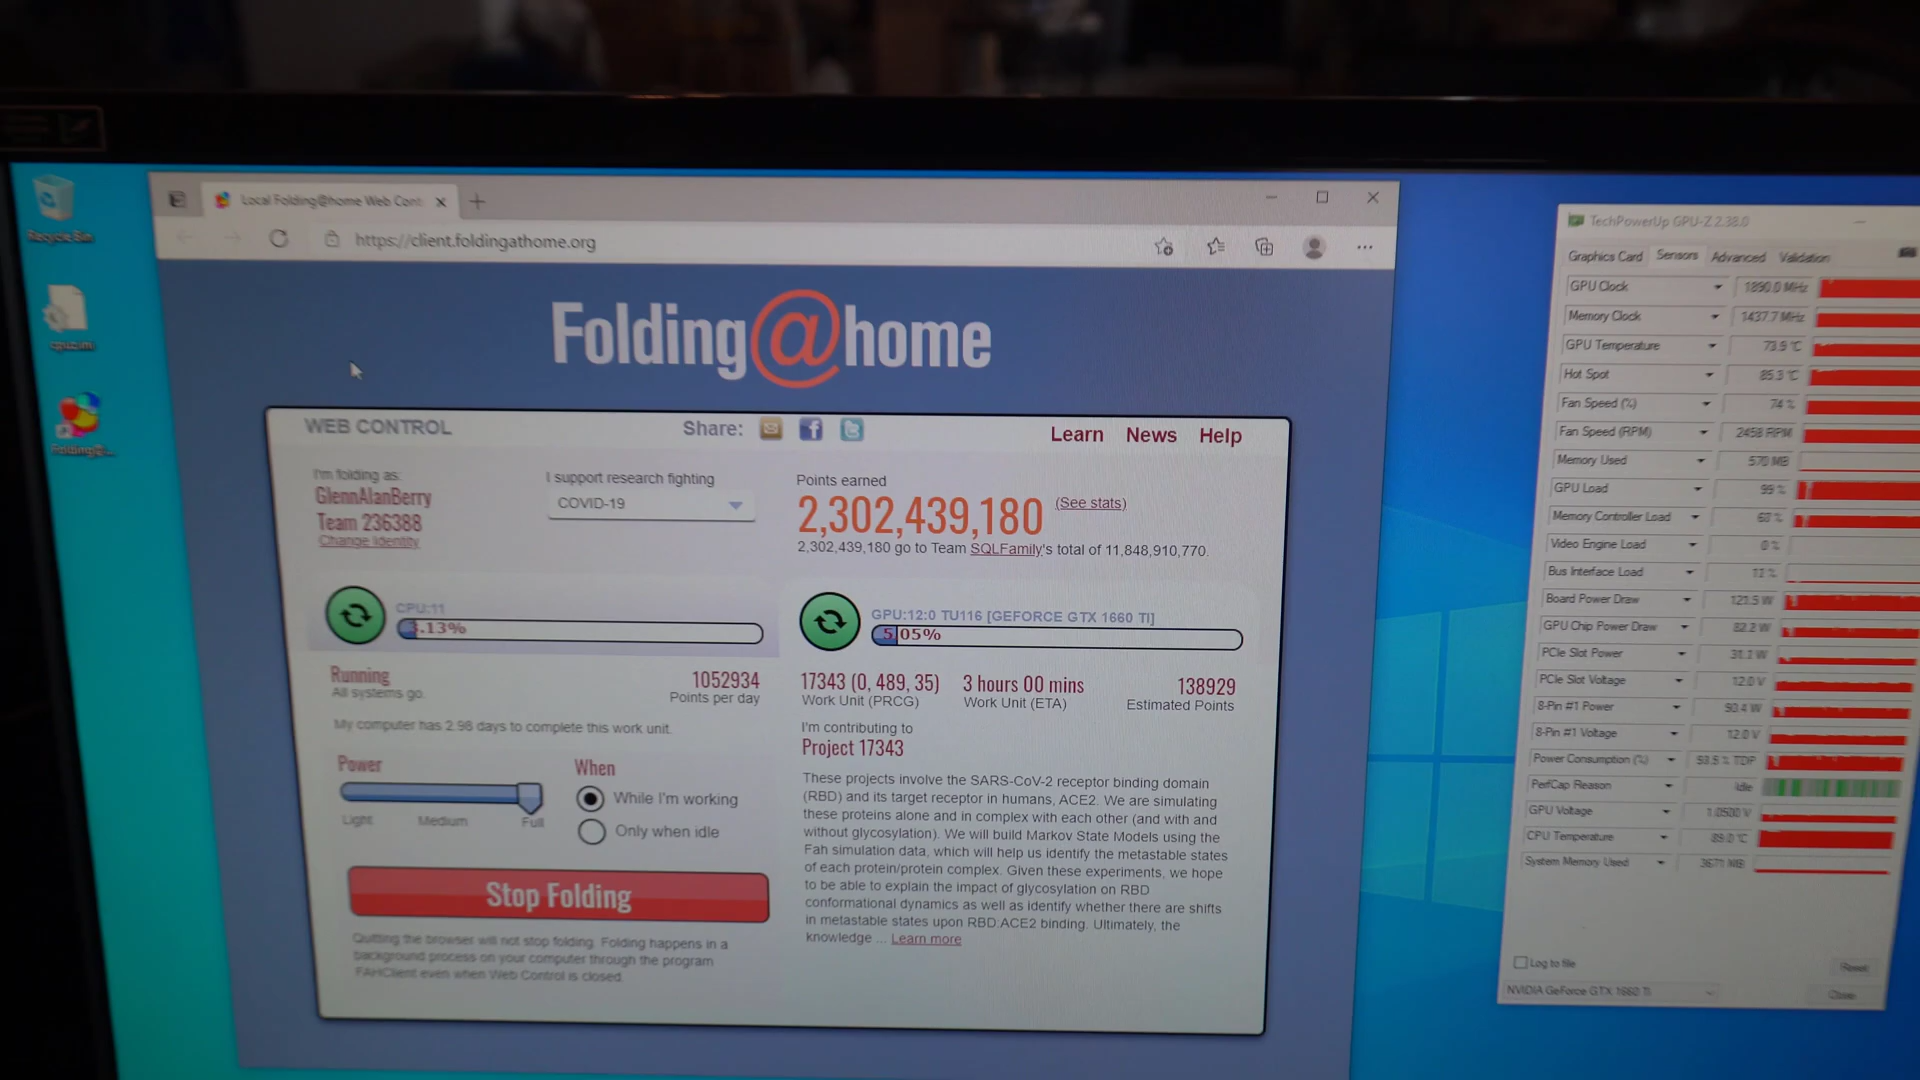 Recycle Bin
Local Folding@home Web Cont
https://client.foldingathome.org
Folding@home
WEB CONTROL
Share:
Learn News Help
I'm folding as:
GlennAlanBerry
Team 236388
Change Identity
I support research fighting
COVID-19
Points earned
2,302,439,180 (See stats)
2,302,439,180 go to Team SQLFamily's total of 11,848,910,770.
CPU:11
3.13%
Running
All systems go.
1052934
Points per day
My computer has 2.98 days to complete this work unit.
Power
Light Medium Full
When
While I'm working
Only when idle
Stop Folding
Quitting the browser will not stop folding. Folding happens in a
background process on your computer through the program
FAHClient even when Web Control is closed.
GPU:12:0 TU116 [GEFORCE GTX 1660 TI]
5.05%
17343 (0, 489, 35)
Work Unit (PRCG)
3 hours 00 mins
Work Unit (ETA)
138929
Estimated Points
I'm contributing to
Project 17343
These projects involve the SARS-CoV-2 receptor binding domain
(RBD) and its target receptor in humans, ACE2. We are simulating
these proteins alone and in complex with each other (and with and
without glycosylation). We will build Markov State Models using the
Fah simulation data, which will help us identify the metastable states
of each protein/protein complex. Given these experiments, we hope
to be able to explain the impact of glycosylation on RBD
conformational dynamics as well as identify whether there are shifts
in metastable states upon RBD:ACE2 binding. Ultimately, the
knowledge ... Learn more
Folding@...
TechPowerUp GPU-Z 2.38.0
Graphics Card Sensors Advanced Validation
GPU Clock 1890.0 MHz
Memory Clock 1437.7 MHz
GPU Temperature 73.9 °C
Hot Spot 85.3 °C
Fan Speed (%) 74 %
Fan Speed (RPM) 2458 RPM
Memory Used 570 MB
GPU Load 99 %
Memory Controller Load
Video Engine Load 0 %
Bus Interface Load
Board Power Draw
GPU Chip Power Draw 82.2 W
PCIe Slot Power 31.1 W
PCIe Slot Voltage 12.0 V
8-Pin #1 Power 90.4 W
8-Pin #1 Voltage 12.0 V
Power Consumption (%)
PerfCap Reason Idle
GPU Voltage 1.0500 V
CPU Temperature
System Memory Used
Log to file
Reset
NVIDIA GeForce GTX 1660 Ti
Close